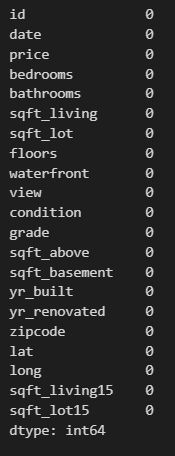 id 0
date 0
price 0
bedrooms 0
bathrooms 0
sqft_living 0
sqft_lot 0
floors 0
waterfront 0
view 0
condition 0
grade 0
sqft_above 0
sqft_basement 0
yr_built 0
yr_renovated 0
zipcode 0
lat 0
long 0
sqft_living15 0
sqft_lot15 0
dtype: int64